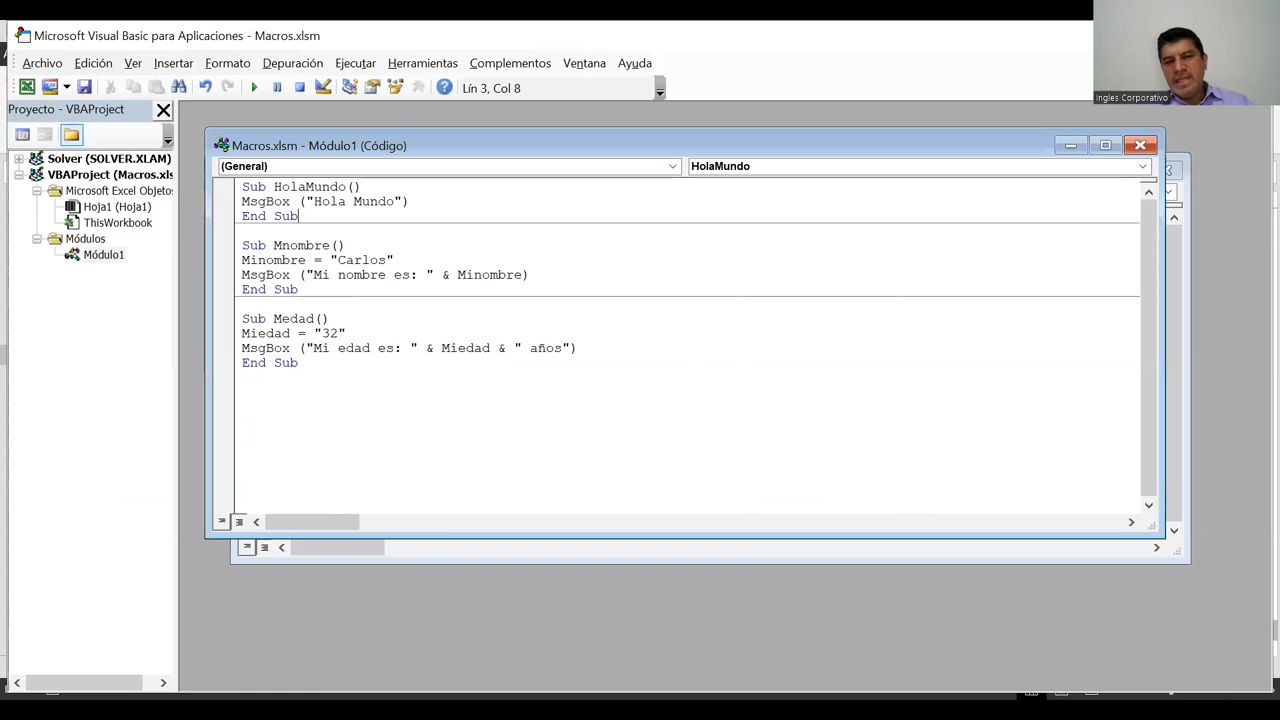 Microsoft Visual Basic para Aplicaciones - Macros.xlsm
Archivo Edición Ver Insertar Formato Depuración Ejecutar Herramientas Complementos Ventana Ayuda
Lín 3, Col 8
Ingles Corporativo
Proyecto - VBAProject
Solver (SOLVER.XLAM)
VBAProject (Macros.xls
Microsoft Excel Objetos
Hoja1 (Hoja1)
ThisWorkbook
Módulos
Módulo1
Macros.xlsm - Módulo1 (Código)
(General) HolaMundo
Sub HolaMundo()
MsgBox ("Hola Mundo")
End Sub
Sub Mnombre()
Minombre = "Carlos"
MsgBox ("Mi nombre es: " & Minombre)
End Sub
Sub Medad()
Miedad = "32"
MsgBox ("Mi edad es: " & Miedad & " años")
End Sub